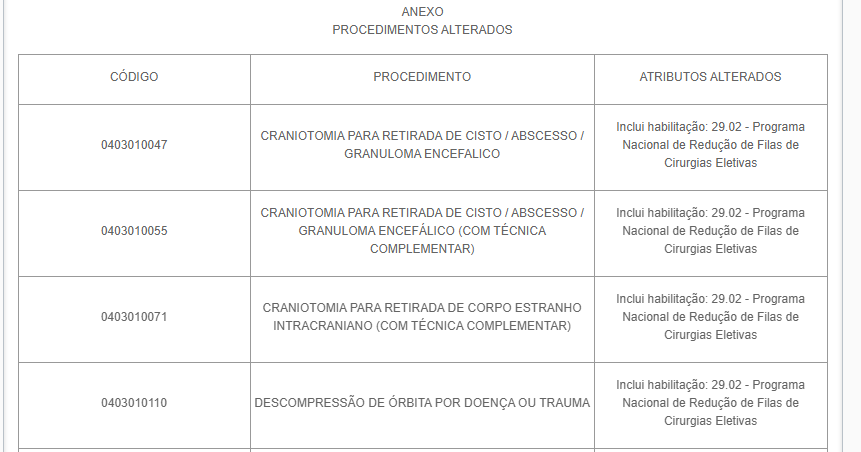 ANEXO
PROCEDIMENTOS ALTERADOS
CÓDIGO
PROCEDIMENTO
ATRIBUTOS ALTERADOS
0403010047
CRANIOTOMIA PARA RETIRADA DE CISTO / ABSCESSO /
GRANULOMA ENCEFALICO
Inclui habilitação: 29.02 - Programa
Nacional de Redução de Filas de
Cirurgias Eletivas
0403010055
CRANIOTOMIA PARA RETIRADA DE CISTO / ABSCESSO /
GRANULOMA ENCEFÁLICO (COM TÉCNICA
COMPLEMENTAR)
Inclui habilitação: 29.02 - Programa
Nacional de Redução de Filas de
Cirurgias Eletivas
0403010071
CRANIOTOMIA PARA RETIRADA DE CORPO ESTRANHO
INTRACRANIANO (COM TÉCNICA COMPLEMENTAR)
Inclui habilitação: 29.02 - Programa
Nacional de Redução de Filas de
Cirurgias Eletivas
0403010110
DESCOMPRESSÃO DE ÓRBITA POR DOENÇA OU TRAUMA
Inclui habilitação: 29.02 - Programa
Nacional de Redução de Filas de
Cirurgias Eletivas